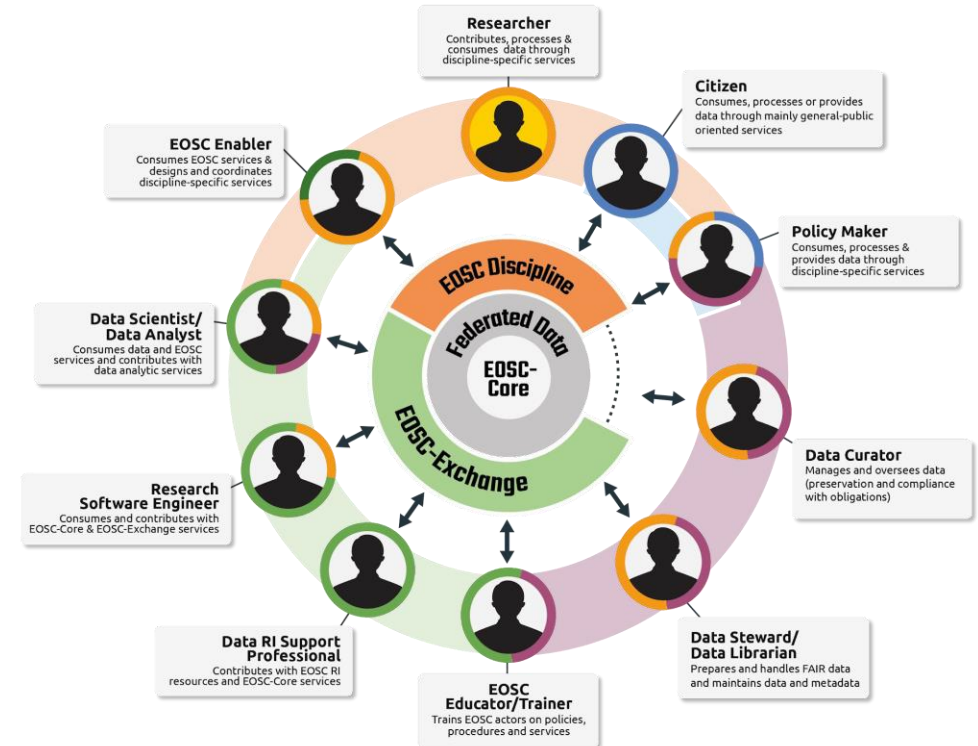 Researcher
Contributes, processes &
consumes data through
discipline-specific services
Citizen
Consumes, processes or provides
data through mainly general-public
oriented services
EOSC Enabler
Consumes EOSC services &
designs and coordinates
discipline-specific services
Policy Maker
Consumes, processes &
provides data through
discipline-specific services
EOSC Discipline
Federated Data
EOSC-
Core
EOSC-Exchange
Data Scientist/
Data Analyst
Consumes data and EOSC
services and contributes with
data analytic services
Data Curator
Manages and oversees data
(preservation and compliance
with obligations)
Research
Software Engineer
Consumes and contributes with
EOSC-Core & EOSC-Exchange services
Data RI Support
Professional
Contributes with EOSC RI
resources and EOSC-Core services
Data Steward/
Data Librarian
Prepares and handles FAIR data
and maintains data and metadata
EOSC
Educator/Trainer
Trains EOSC actors on policies,
procedures and services